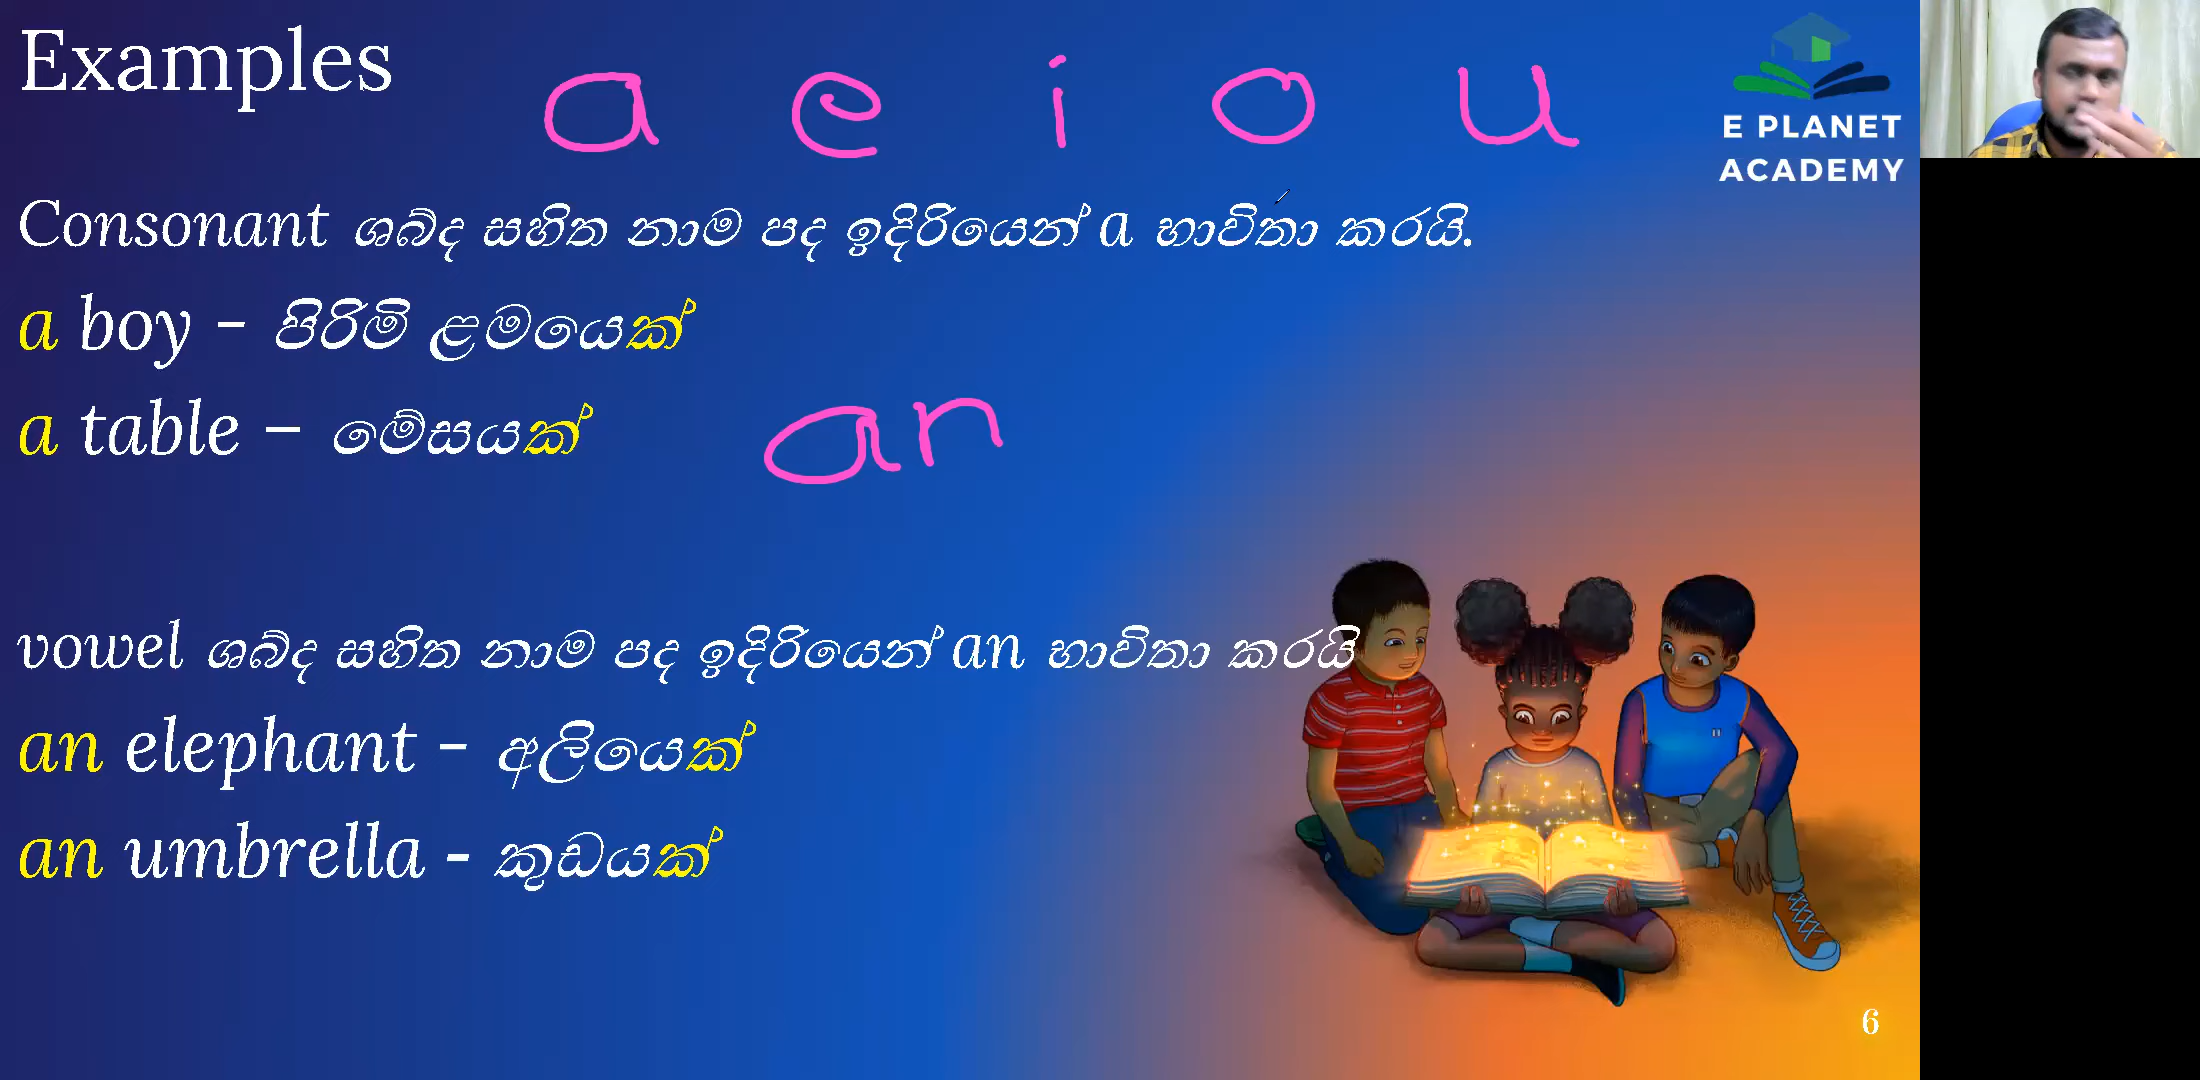 Examples
a e i o u
E PLANET
ACADEMY
Consonant ශබ්ද සහිත නාම පද ඉදිරියෙන් a භාවිතා කරයි.
a boy - පිරිමි ළමයෙක්
a table – මේසයක්
an
vowel ශබ්ද සහිත නාම පද ඉදිරියෙන් an භාවිතා කරයි
an elephant - අලියෙක්
an umbrella - කුඩයක්
6